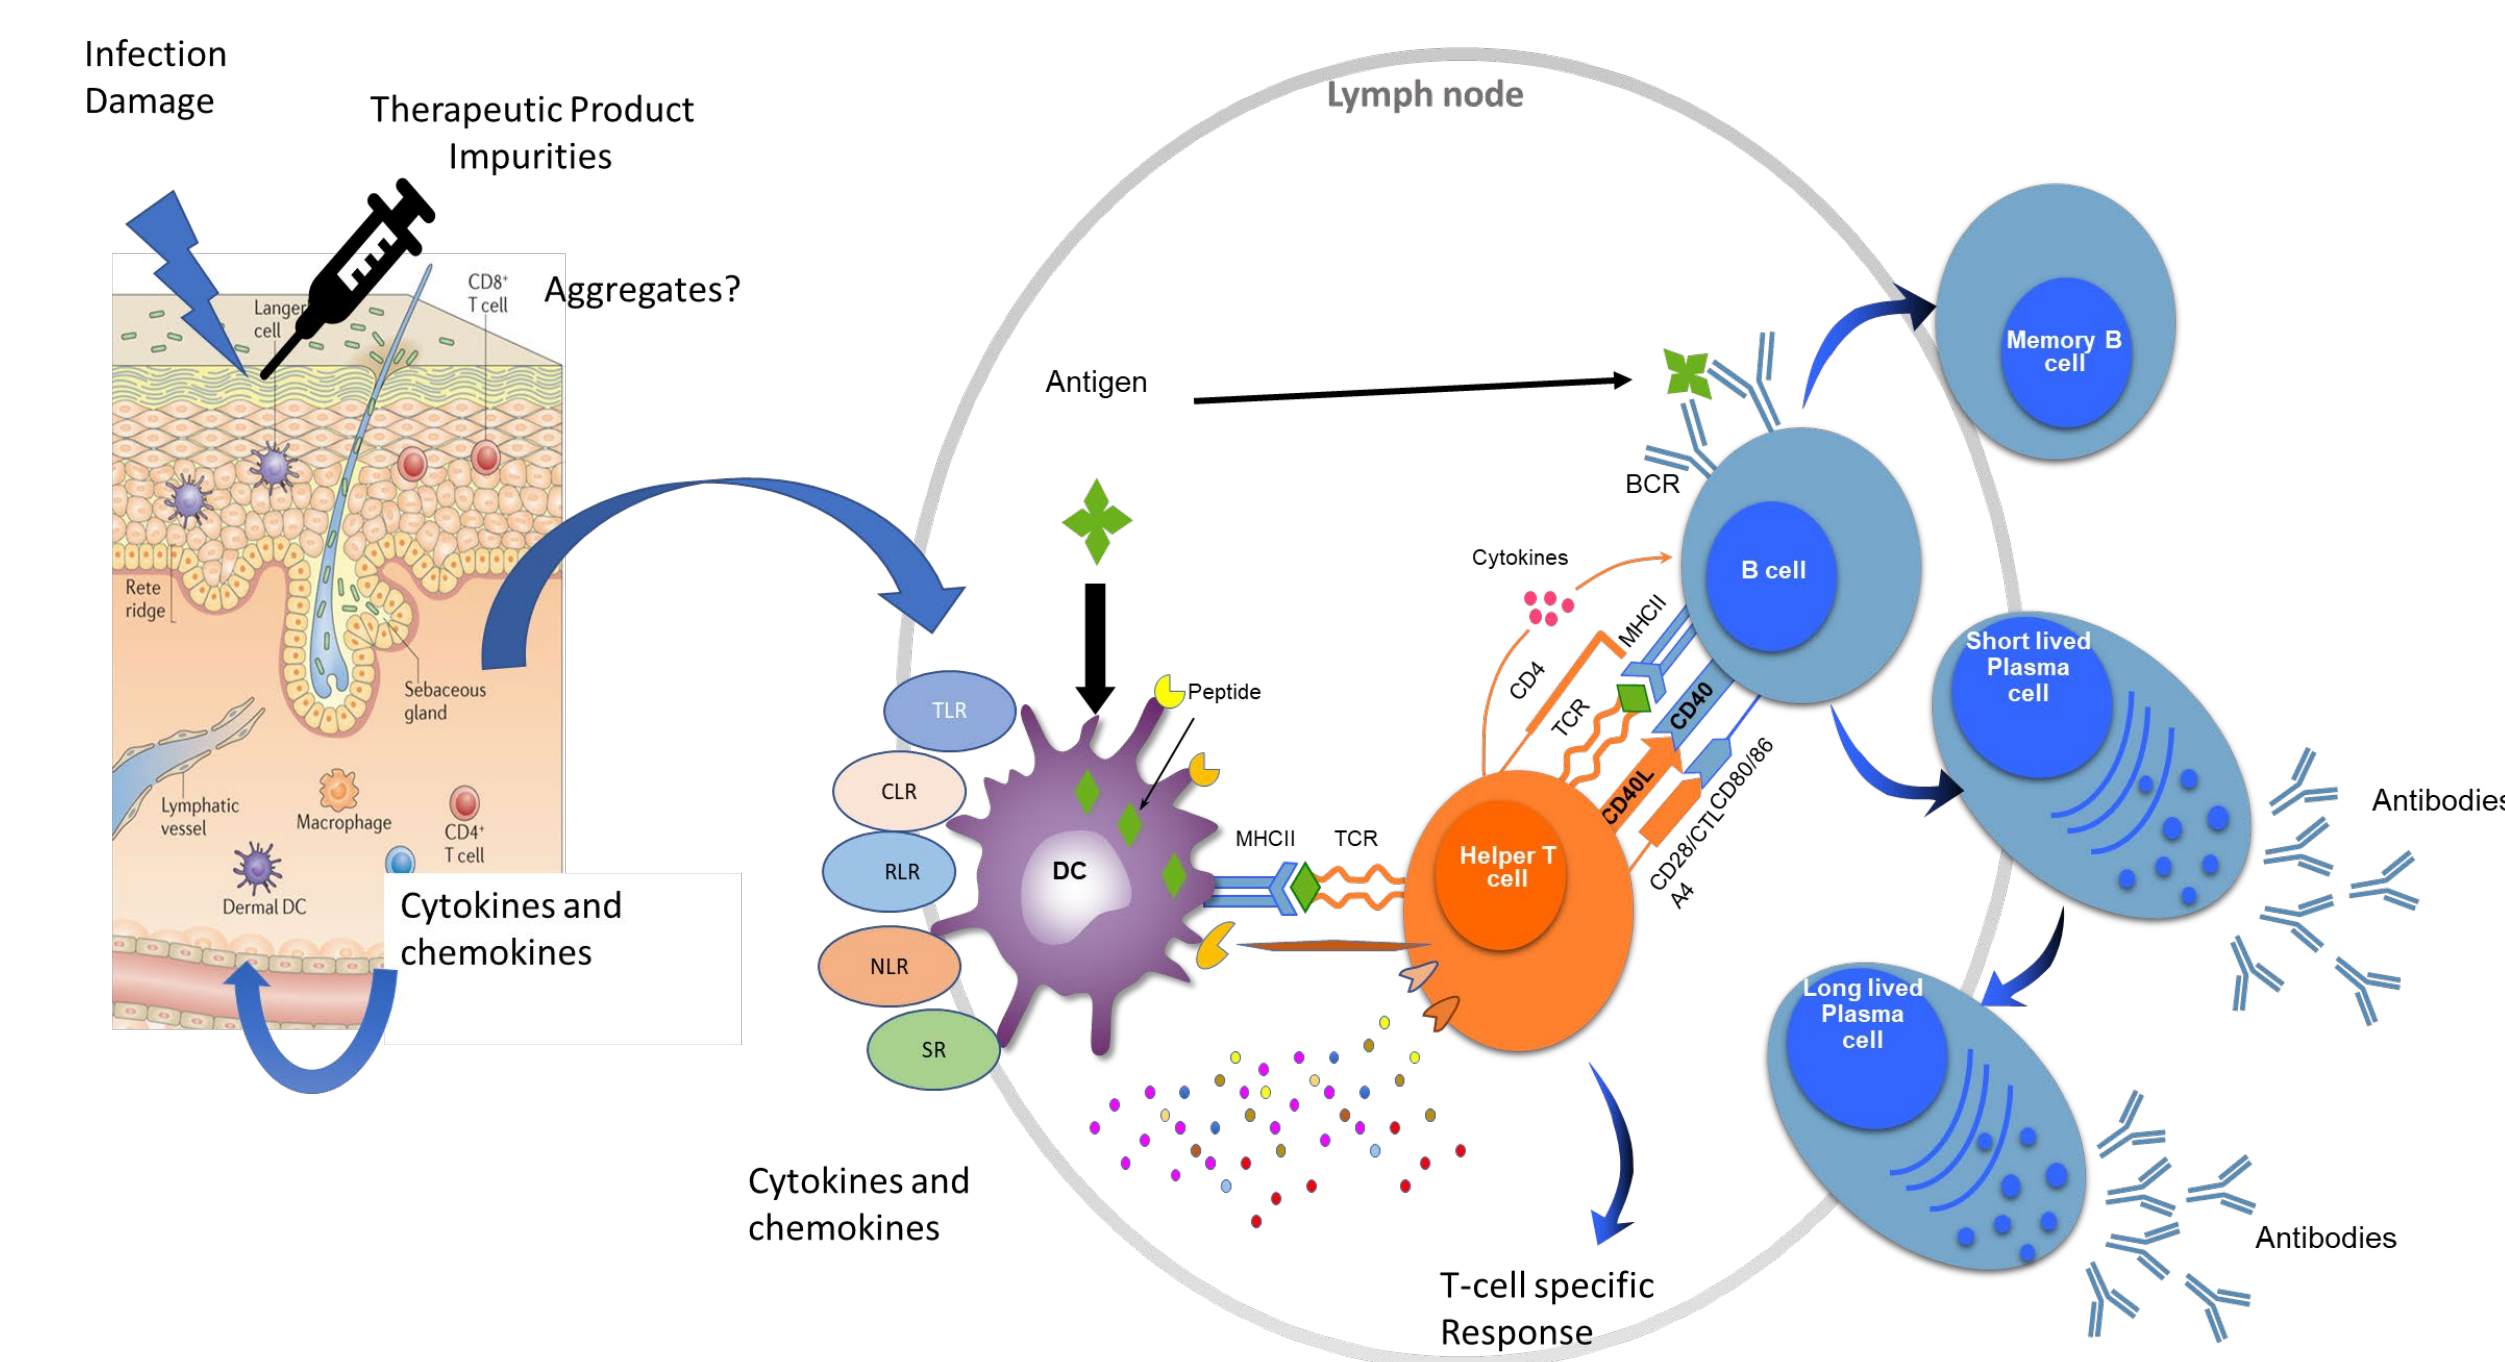 Infection
Damage
Therapeutic Product
Impurities
Aggregates?
Langer
cell
CD8⁺
T cell
Rete
ridge
Sebaceous
gland
Lymphatic
vessel
Macrophage
CD4⁺
T cell
Dermal DC
Cytokines and
chemokines
Lymph node
Antigen
BCR
B cell
Memory B
cell
Cytokines
MHCII
CD4
TCR
CD40
CD40L
CD28/CTLCD80/86
A4
TLR
CLR
RLR
NLR
SR
Peptide
DC
MHCII
TCR
Helper T
cell
Short lived
Plasma
cell
Antibodies
Long lived
Plasma
cell
Antibodies
Cytokines and
chemokines
T-cell specific
Response